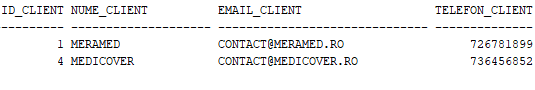 ID_CLIENT NUME_CLIENT EMAIL_CLIENT TELEFON_CLIENT
---------- -------------------- ------------------------------ --------------
1 MERAMED CONTACT@MERAMED.RO 726781899
4 MEDICOVER CONTACT@MEDICOVER.RO 736456852